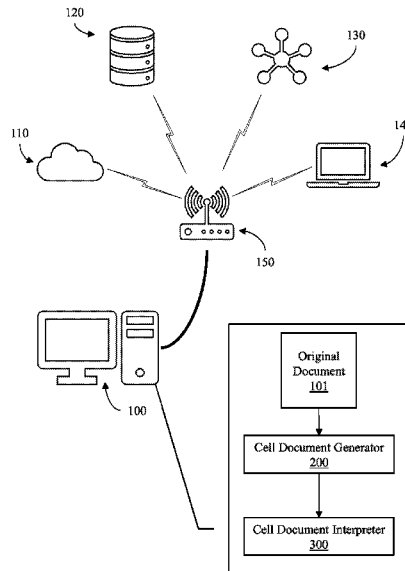 120
130
110
14
150
100
Original
Document
101
Cell Document Generator
200
Cell Document Interpreter
300